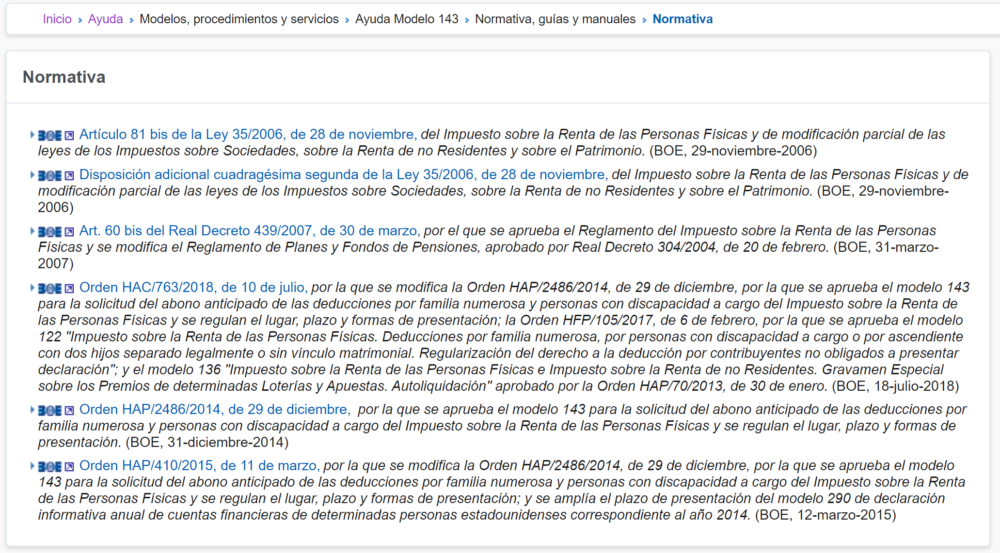 Inicio › Ayuda › Modelos, procedimientos y servicios › Ayuda Modelo 143 › Normativa, guías y manuales › Normativa
Normativa
BOE Artículo 81 bis de la Ley 35/2006, de 28 de noviembre, del Impuesto sobre la Renta de las Personas Físicas y de modificación parcial de las
leyes de los Impuestos sobre Sociedades, sobre la Renta de no Residentes y sobre el Patrimonio. (BOE, 29-noviembre-2006)
BOE Disposición adicional cuadragésima segunda de la Ley 35/2006, de 28 de noviembre, del Impuesto sobre la Renta de las Personas Físicas y de
modificación parcial de las leyes de los Impuestos sobre Sociedades, sobre la Renta de no Residentes y sobre el Patrimonio. (BOE, 29-noviembre-
2006)
BOE Art. 60 bis del Real Decreto 439/2007, de 30 de marzo, por el que se aprueba el Reglamento del Impuesto sobre la Renta de las Personas
Físicas y se modifica el Reglamento de Planes y Fondos de Pensiones, aprobado por Real Decreto 304/2004, de 20 de febrero. (BOE, 31-marzo-
2007)
BOE Orden HAC/763/2018, de 10 de julio, por la que se modifica la Orden HAP/2486/2014, de 29 de diciembre, por la que se aprueba el modelo 143
para la solicitud del abono anticipado de las deducciones por familia numerosa y personas con discapacidad a cargo del Impuesto sobre la Renta de
las Personas Físicas y se regulan el lugar, plazo y formas de presentación; la Orden HFP/105/2017, de 6 de febrero, por la que se aprueba el modelo
122 "Impuesto sobre la Renta de las Personas Físicas. Deducciones por familia numerosa, por personas con discapacidad a cargo o por ascendiente
con dos hijos separado legalmente o sin vínculo matrimonial. Regularización del derecho a la deducción por contribuyentes no obligados a presentar
declaración"; y el modelo 136 "Impuesto sobre la Renta de las Personas Físicas e Impuesto sobre la Renta de no Residentes. Gravamen Especial
sobre los Premios de determinadas Loterías y Apuestas. Autoliquidación" aprobado por la Orden HAP/70/2013, de 30 de enero. (BOE, 18-julio-2018)
BOE Orden HAP/2486/2014, de 29 de diciembre, por la que se aprueba el modelo 143 para la solicitud del abono anticipado de las deducciones por
familia numerosa y personas con discapacidad a cargo del Impuesto sobre la Renta de las Personas Físicas y se regulan el lugar, plazo y formas de
presentación. (BOE, 31-diciembre-2014)
BOE Orden HAP/410/2015, de 11 de marzo, por la que se modifica la Orden HAP/2486/2014, de 29 de diciembre, por la que se aprueba el modelo
143 para la solicitud del abono anticipado de las deducciones por familia numerosa y personas con discapacidad a cargo del Impuesto sobre la Renta
de las Personas Físicas y se regulan el lugar, plazo y formas de presentación; y se amplía el plazo de presentación del modelo 290 de declaración
informativa anual de cuentas financieras de determinadas personas estadounidenses correspondiente al año 2014. (BOE, 12-marzo-2015)